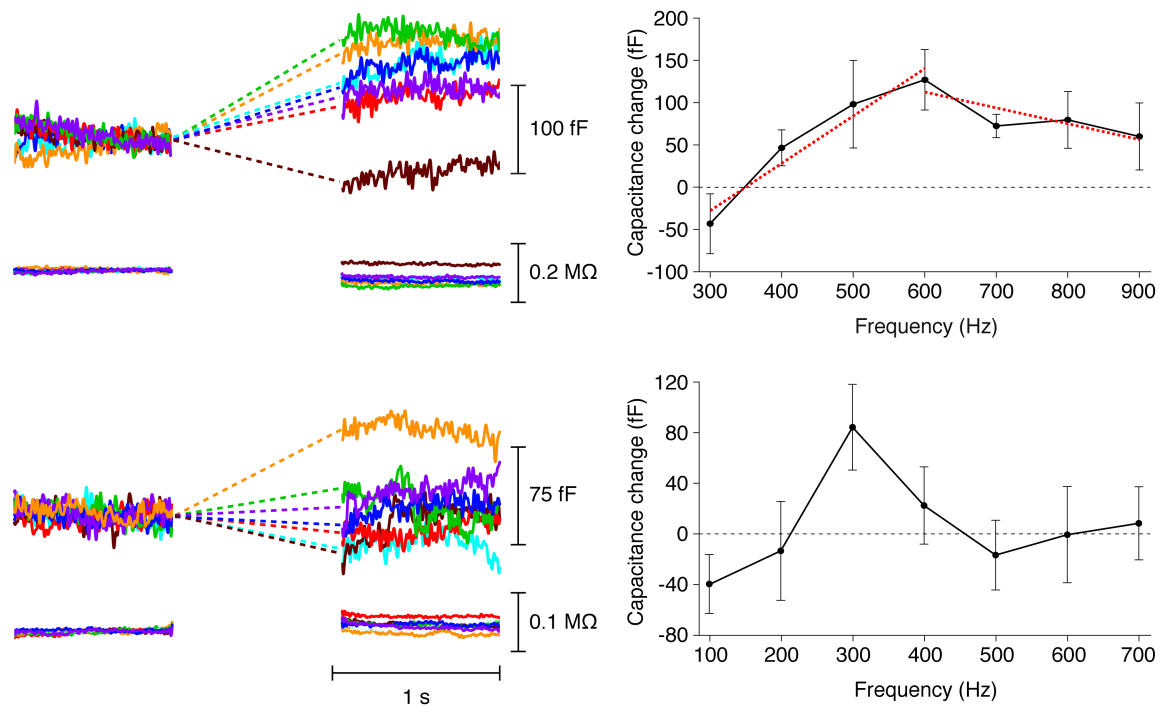 100 fF
0.2 MΩ
200
150
100
50
0
-50
-100
Capacitance change (fF)
300 400 500 600 700 800 900
Frequency (Hz)
75 fF
0.1 MΩ
1 s
120
80
40
0
-40
-80
Capacitance change (fF)
100 200 300 400 500 600 700
Frequency (Hz)